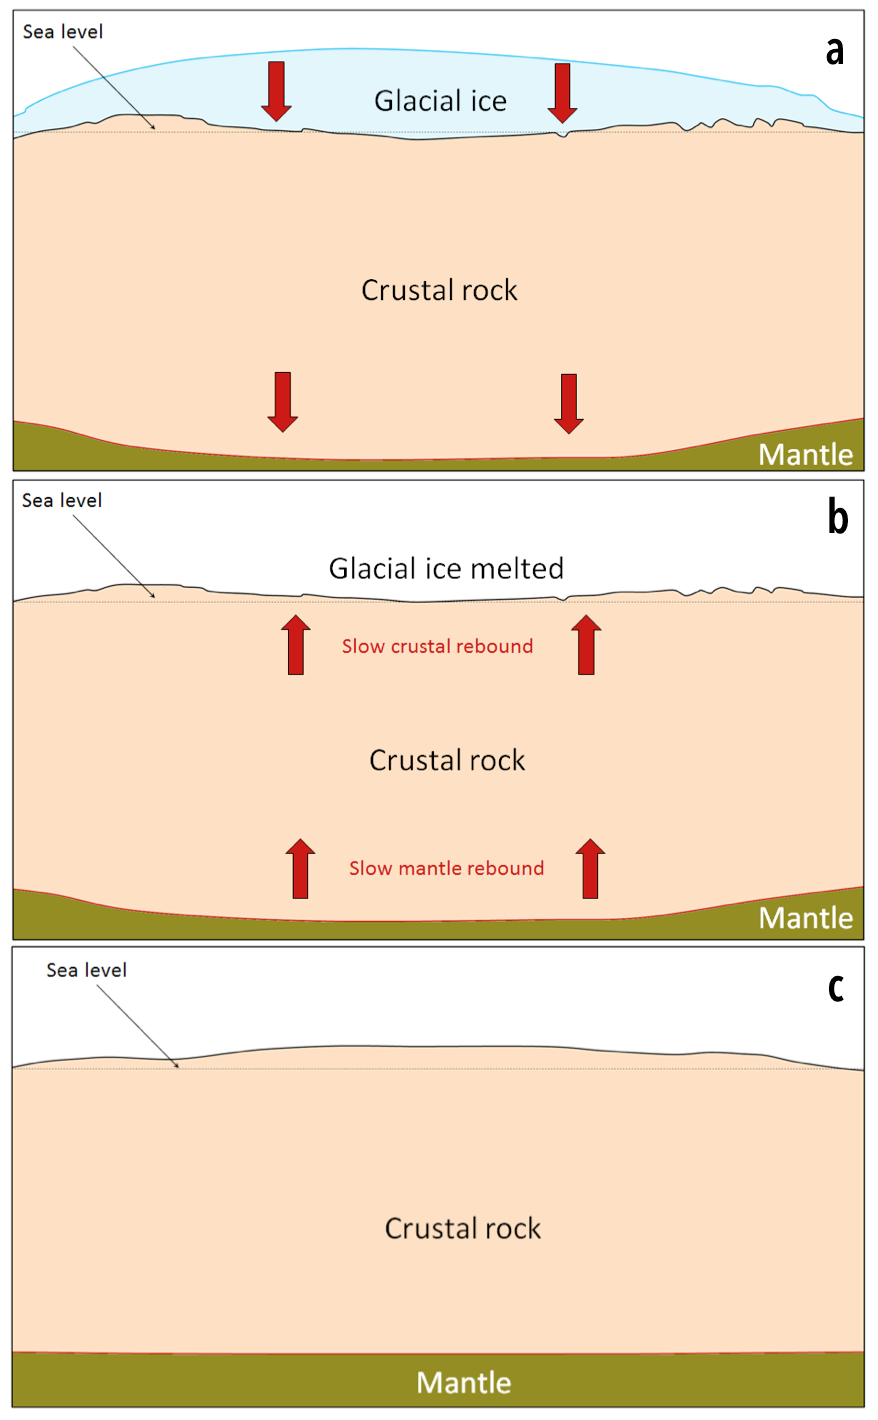 Sea level
a
Glacial ice
Crustal rock
Mantle
Sea level
b
Glacial ice melted
Slow crustal rebound
Crustal rock
Slow mantle rebound
Mantle
Sea level
c
Crustal rock
Mantle